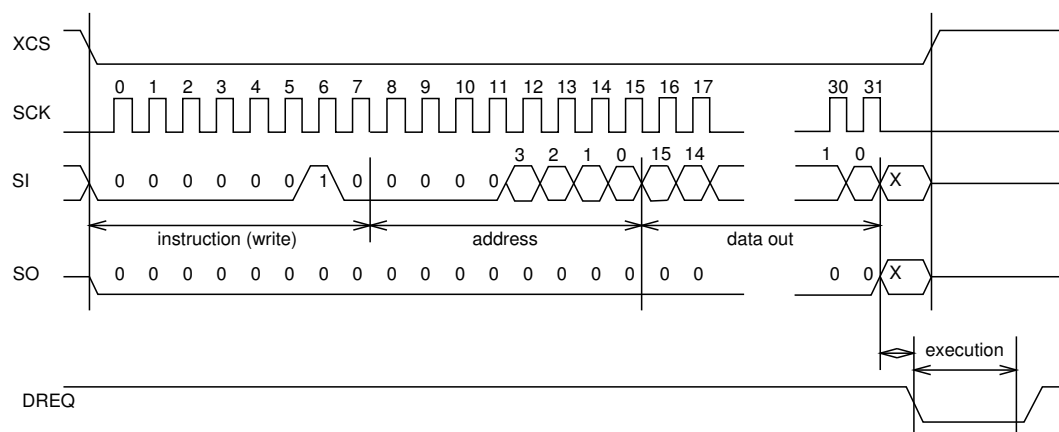 XCS
0 1 2 3 4 5 6 7 8 9 10 11 12 13 14 15 16 17 30 31
SCK
3 2 1 0 15 14 1 0
SI 0 0 0 0 0 0 1 0 0 0 0 0 X
instruction (write) address data out
SO 0 0 0 0 0 0 0 0 0 0 0 0 0 0 0 0 0 0 0 0 X
execution
DREQ